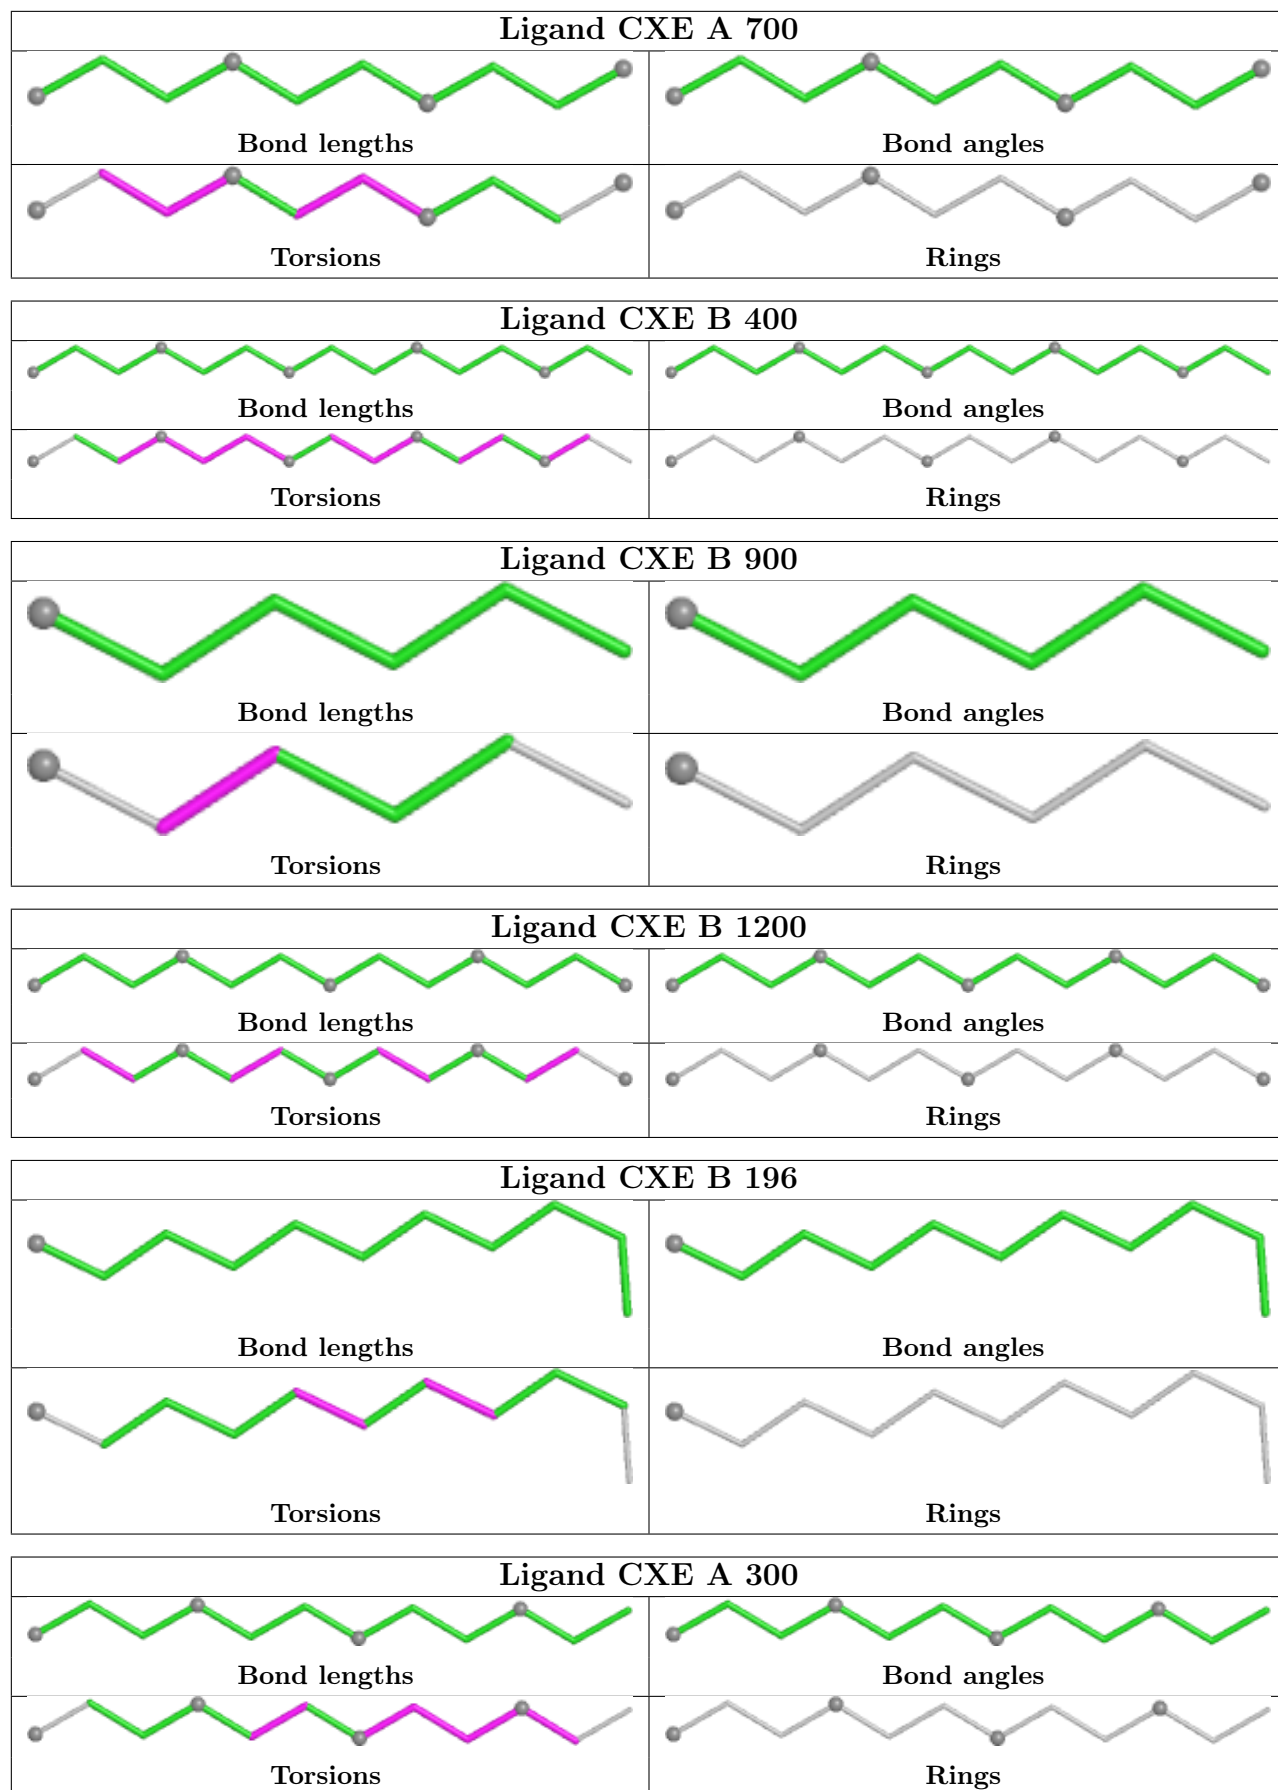 Ligand CXE A 700
Bond lengths
Bond angles
Torsions
Rings
Ligand CXE B 400
Bond lengths
Bond angles
Torsions
Rings
Ligand CXE B 900
Bond lengths
Bond angles
Torsions
Rings
Ligand CXE B 1200
Bond lengths
Bond angles
Torsions
Rings
Ligand CXE B 196
Bond lengths
Bond angles
Torsions
Rings
Ligand CXE A 300
Bond lengths
Bond angles
Torsions
Rings